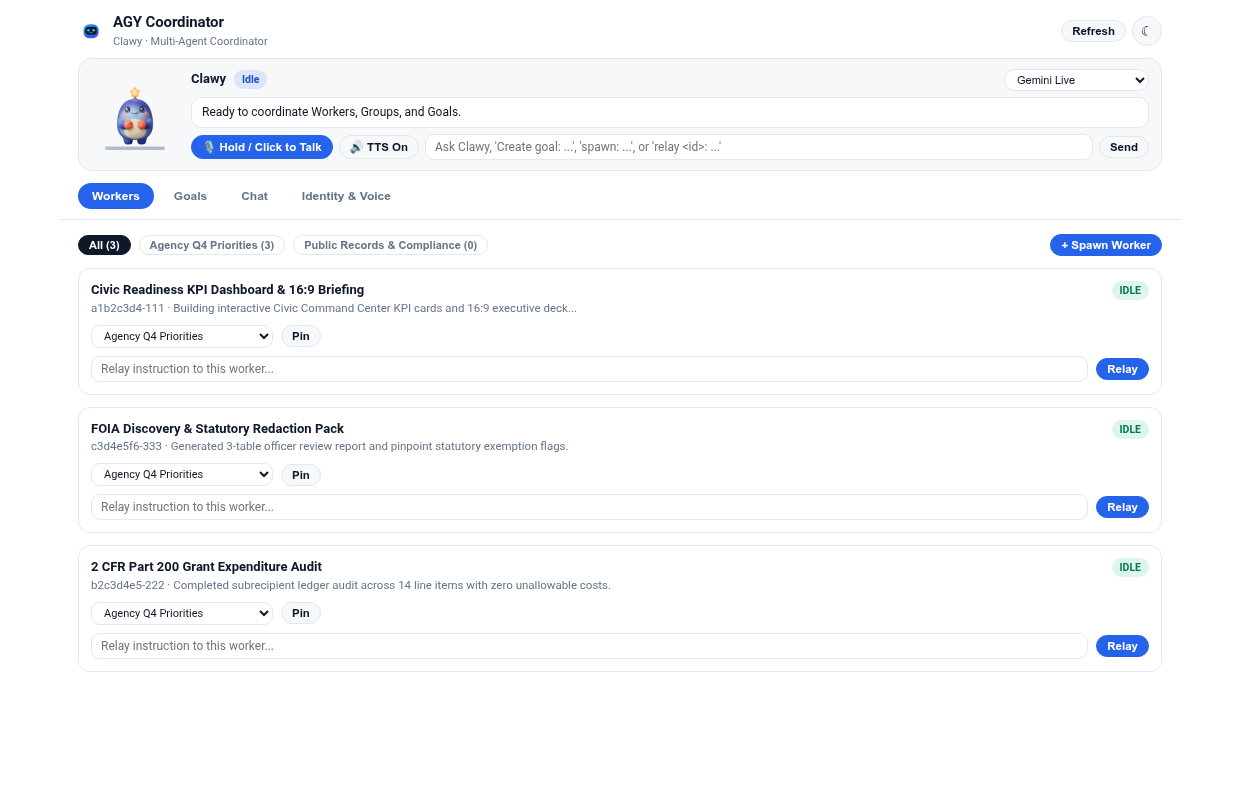 AGY Coordinator
Clawy · Multi-Agent Coordinator
Refresh
Clawy
Idle
Gemini Live
Ready to coordinate Workers, Groups, and Goals.
🎙️ Hold / Click to Talk
🔊 TTS On
Ask Clawy, 'Create goal: ...', 'spawn: ...', or 'relay <id>: ...'
Send
Workers
Goals
Chat
Identity & Voice
All (3)
Agency Q4 Priorities (3)
Public Records & Compliance (0)
+ Spawn Worker
Civic Readiness KPI Dashboard & 16:9 Briefing
IDLE
a1b2c3d4-111 · Building interactive Civic Command Center KPI cards and 16:9 executive deck...
Agency Q4 Priorities
Pin
Relay instruction to this worker...
Relay
FOIA Discovery & Statutory Redaction Pack
IDLE
c3d4e5f6-333 · Generated 3-table officer review report and pinpoint statutory exemption flags.
Agency Q4 Priorities
Pin
Relay instruction to this worker...
Relay
2 CFR Part 200 Grant Expenditure Audit
IDLE
b2c3d4e5-222 · Completed subrecipient ledger audit across 14 line items with zero unallowable costs.
Agency Q4 Priorities
Pin
Relay instruction to this worker...
Relay